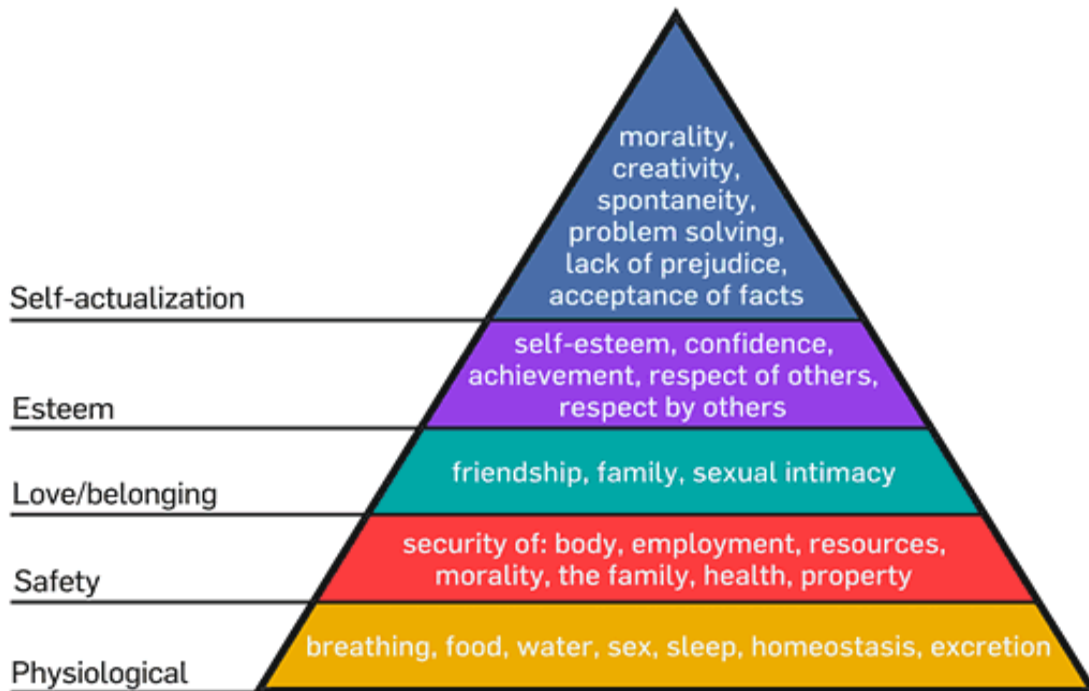 morality,
creativity,
spontaneity,
problem solving,
lack of prejudice,
acceptance of facts
Self-actualization
self-esteem, confidence,
achievement, respect of others,
respect by others
Esteem
friendship, family, sexual intimacy
Love/belonging
security of: body, employment, resources,
morality, the family, health, property
Safety
breathing, food, water, sex, sleep, homeostasis, excretion
Physiological